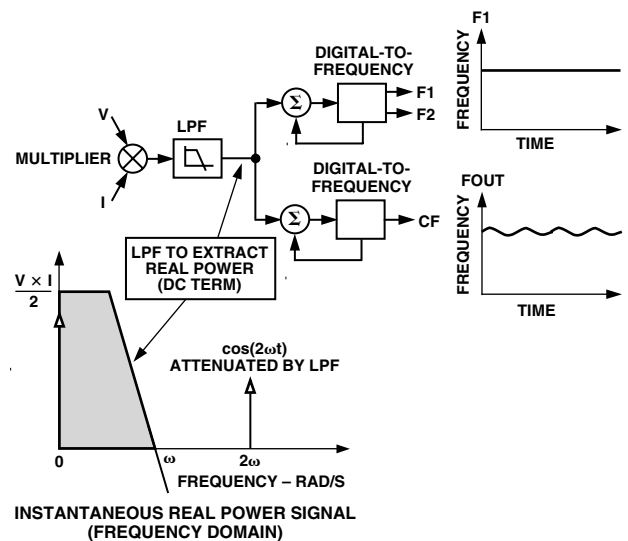 F1
DIGITAL-TO-
FREQUENCY
F1
F2
FREQUENCY
TIME
V
LPF
MULTIPLIER
I
Σ
DIGITAL-TO-
FREQUENCY
Σ
CF
FOUT
FREQUENCY
TIME
LPF TO EXTRACT
REAL POWER
(DC TERM)
V × I
2
cos(2ωt)
ATTENUATED BY LPF
0
ω
2ω
FREQUENCY – RAD/S
INSTANTANEOUS REAL POWER SIGNAL
(FREQUENCY DOMAIN)